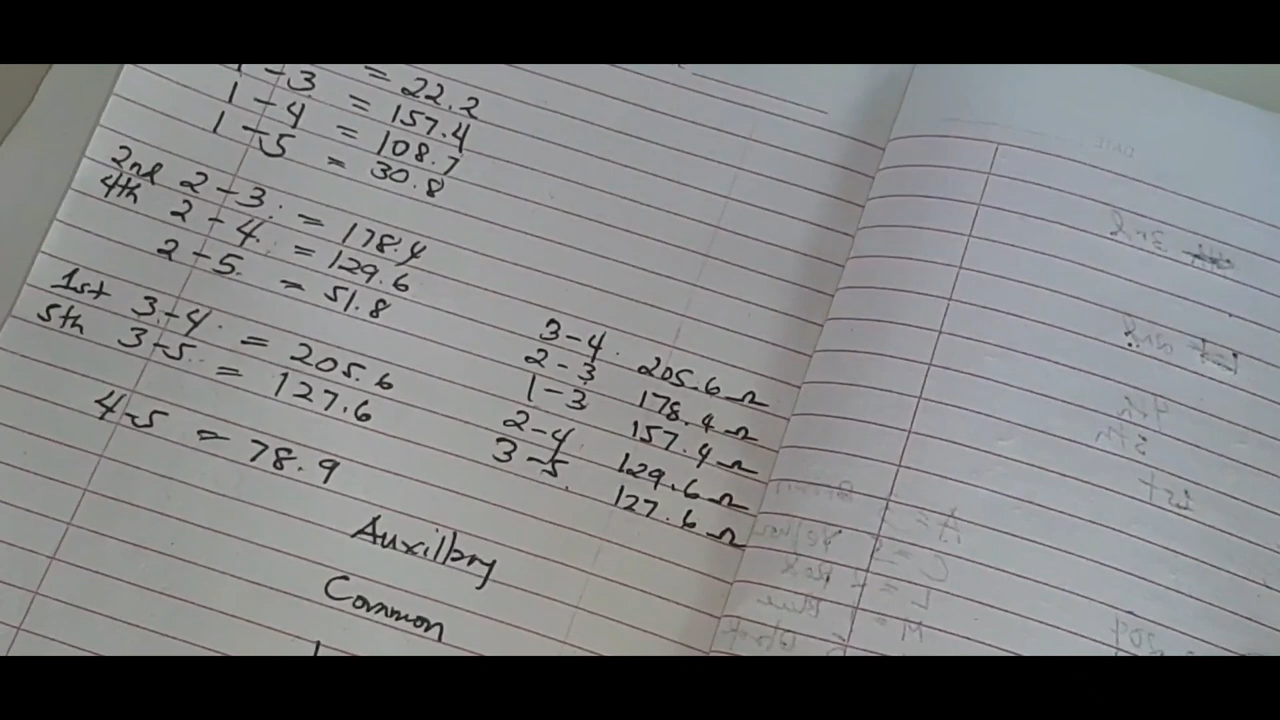 = 22.2
1-3 = 157.4
1-4 = 108.7
1-5 = 30.8
2nd 2-3. = 178.4
4th 2-4. = 129.6
2-5. = 51.8
1st 3-4. = 205.6
5th 3-5. = 127.6
4-5 = 78.9
3-4. 205.6 Ω
2-3 178.4 Ω
1-3 157.4 Ω
2-4. 129.6 Ω
3-5. 127.6 Ω
Auxillary
Common